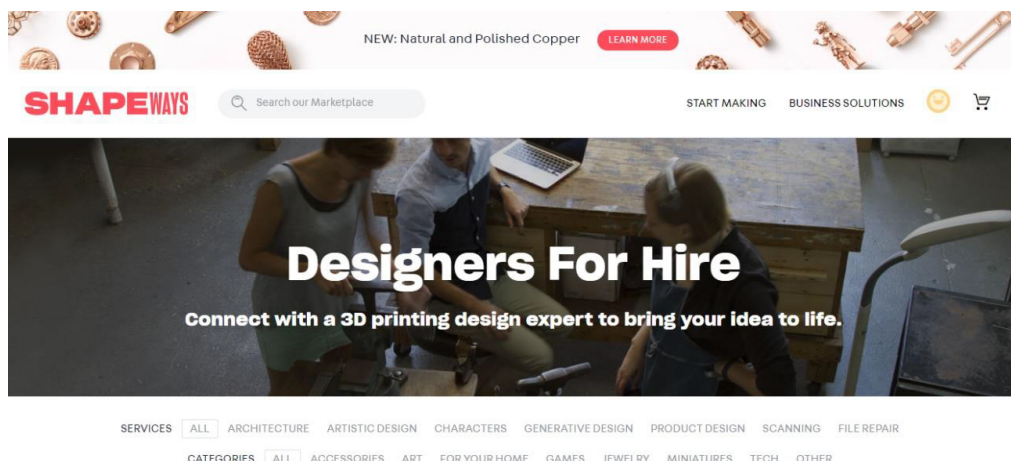 NEW: Natural and Polished Copper LEARN MORE
SHAPEWAYS Search our Marketplace START MAKING BUSINESS SOLUTIONS
Designers For Hire
Connect with a 3D printing design expert to bring your idea to life.
SERVICES ALL ARCHITECTURE ARTISTIC DESIGN CHARACTERS GENERATIVE DESIGN PRODUCT DESIGN SCANNING FILE REPAIR
CATEGORIES ALL ACCESSORIES ART FOR YOUR HOME GAMES JEWELRY MINIATURES TECH OTHER